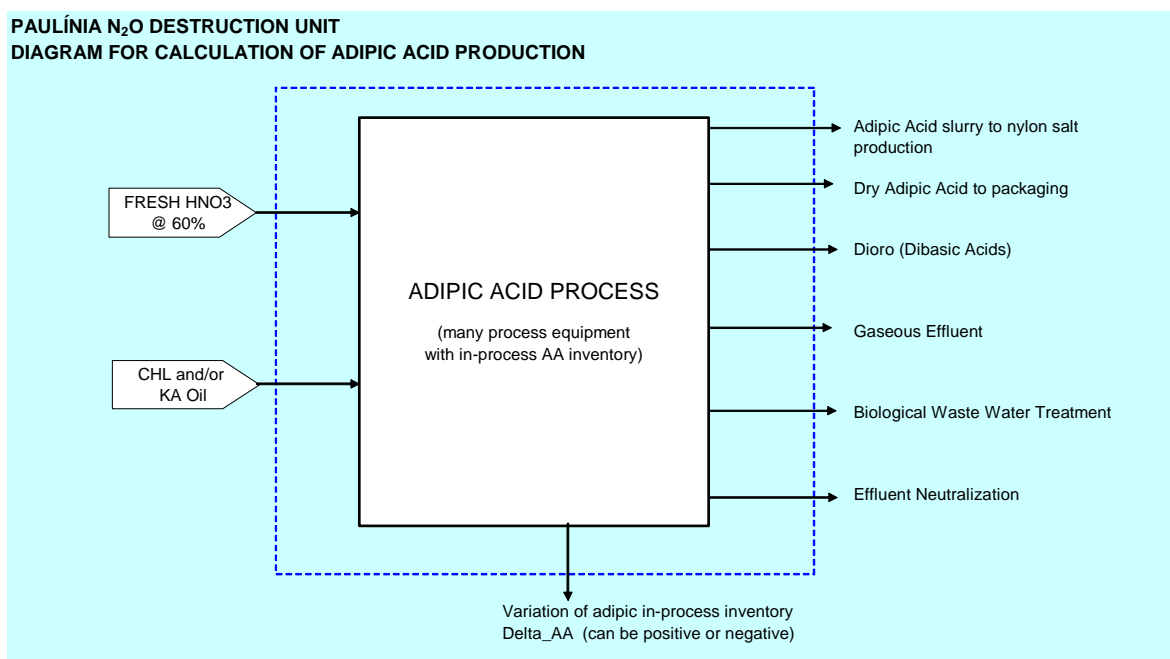 PAULÍNIA N₂O DESTRUCTION UNIT
DIAGRAM FOR CALCULATION OF ADIPIC ACID PRODUCTION
FRESH HNO3
@ 60%
CHL and/or
KA Oil
ADIPIC ACID PROCESS
(many process equipment
with in-process AA inventory)
Adipic Acid slurry to nylon salt
production
Dry Adipic Acid to packaging
Dioro (Dibasic Acids)
Gaseous Effluent
Biological Waste Water Treatment
Effluent Neutralization
Variation of adipic in-process inventory
Delta_AA (can be positive or negative)